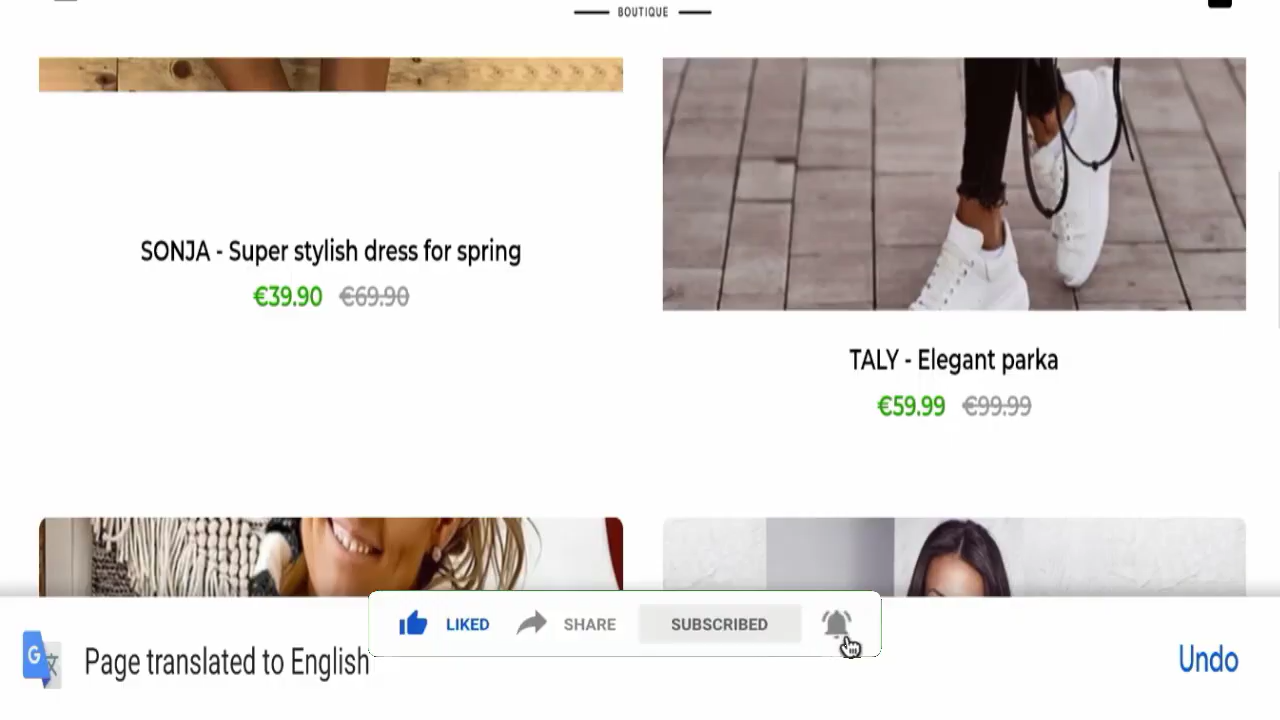 BOUTIQUE
SONJA - Super stylish dress for spring
€39.90 €69.90
TALY - Elegant parka
€59.99 €99.99
LIKED SHARE SUBSCRIBED
G 文
Page translated to English
Undo